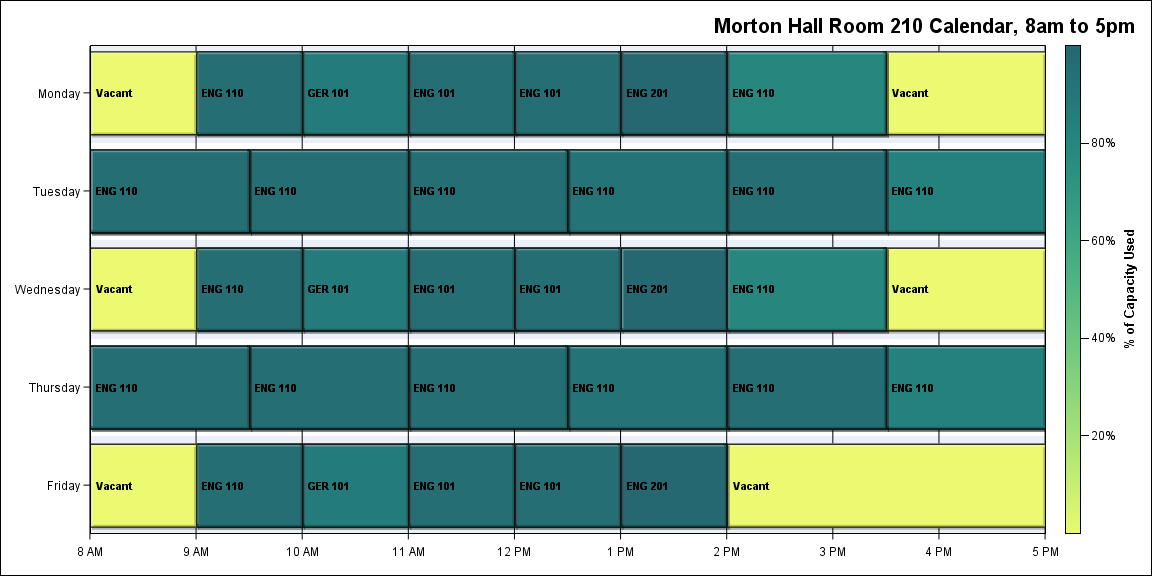 Morton Hall Room 210 Calendar, 8am to 5pm
Monday
Vacant
ENG 110
GER 101
ENG 101
ENG 101
ENG 201
ENG 110
Vacant
Tuesday
ENG 110
ENG 110
ENG 110
ENG 110
ENG 110
ENG 110
Wednesday
Vacant
ENG 110
GER 101
ENG 101
ENG 101
ENG 201
ENG 110
Vacant
Thursday
ENG 110
ENG 110
ENG 110
ENG 110
ENG 110
ENG 110
Friday
Vacant
ENG 110
GER 101
ENG 101
ENG 101
ENG 201
Vacant
8 AM
9 AM
10 AM
11 AM
12 PM
1 PM
2 PM
3 PM
4 PM
5 PM
80%
60%
40%
20%
% of Capacity Used